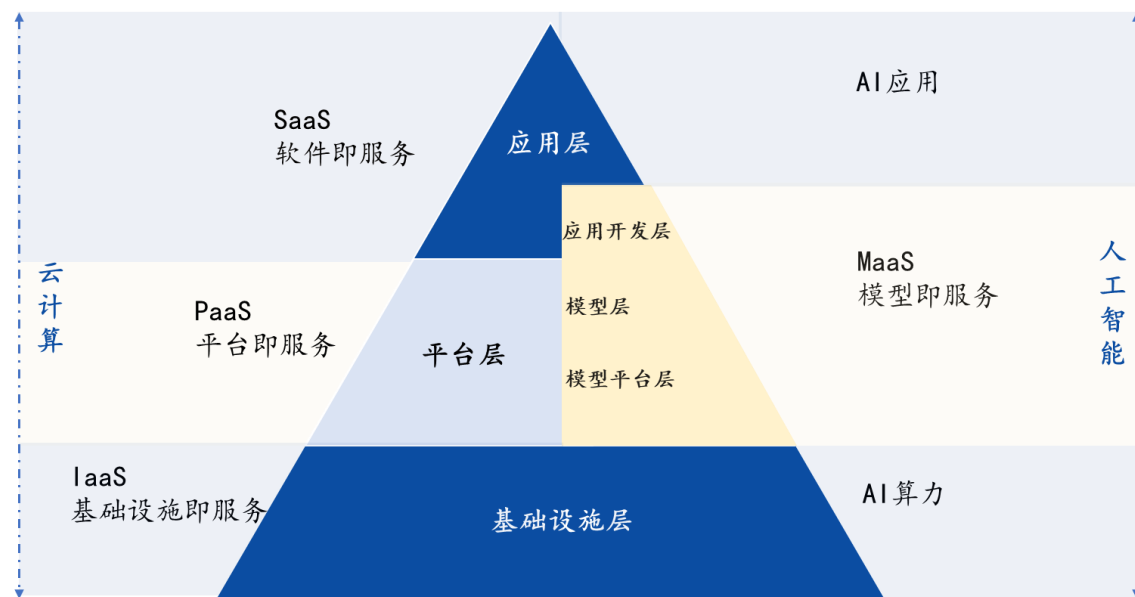 AI应用
SaaS
软件即服务
应用层
应用开发层
云计算
PaaS
平台即服务
平台层
模型层
模型平台层
MaaS
模型即服务
人工智能
IaaS
基础设施即服务
基础设施层
AI算力